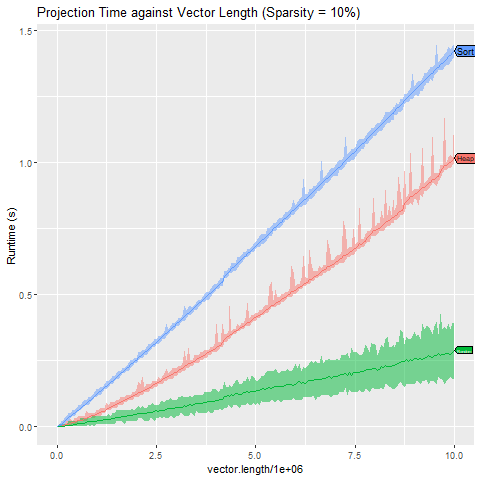 Projection Time against Vector Length (Sparsity = 10%)
1.5
Sort
1.0
Heap
Runtime (s)
0.5
0.0
0.0 2.5 5.0 7.5 10.0
vector.length/1e+06